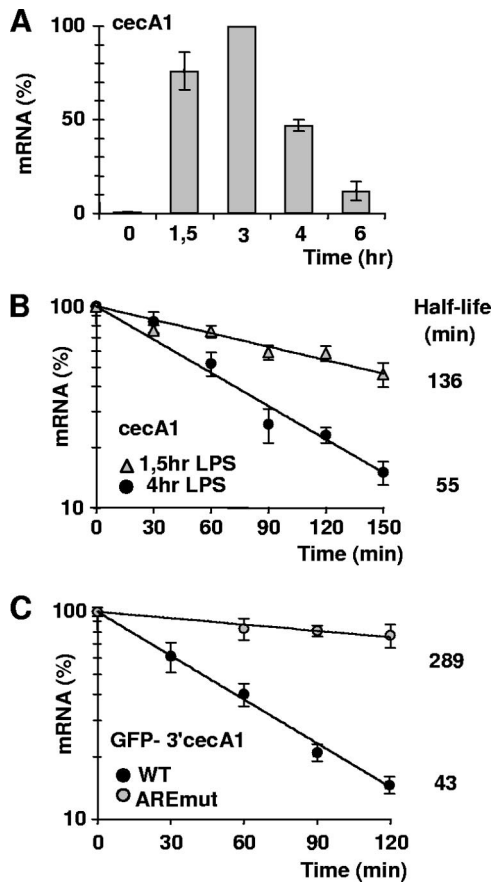 A
cecA1
100
50
0
mRNA (%)
0 1,5 3 4 6
Time (hr)
B
100
10
mRNA (%)
cecA1
1,5hr LPS
4hr LPS
0 30 60 90 120 150
Time (min)
Half-life
(min)
136
55
C
100
10
mRNA (%)
GFP- 3'cecA1
WT
AREmut
0 30 60 90 120
Time (min)
289
43